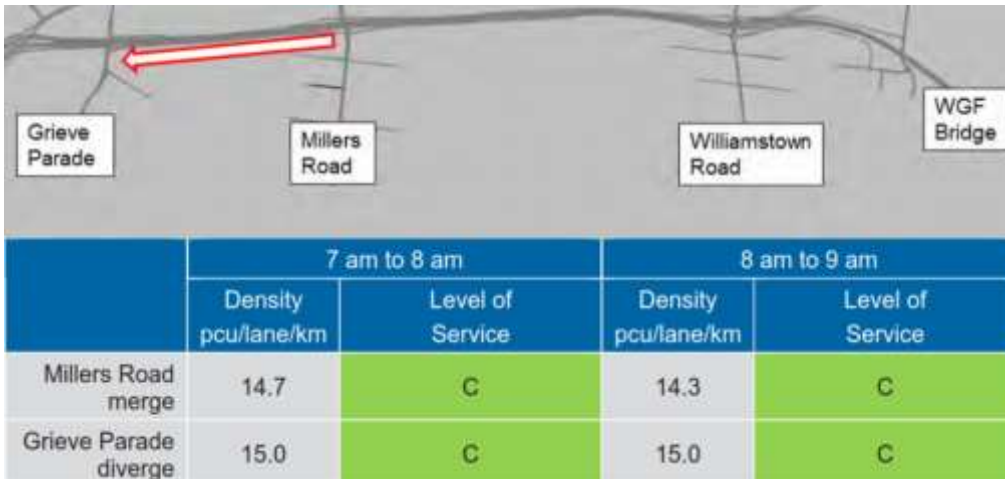 Grieve
Parade
Millers
Road
Williamstown
Road
WGF
Bridge
7 am to 8 am
8 am to 9 am
Density
pcu/lane/km
Level of
Service
Density
pcu/lane/km
Level of
Service
Millers Road
merge
14.7
C
14.3
C
Grieve Parade
diverge
15.0
C
15.0
C